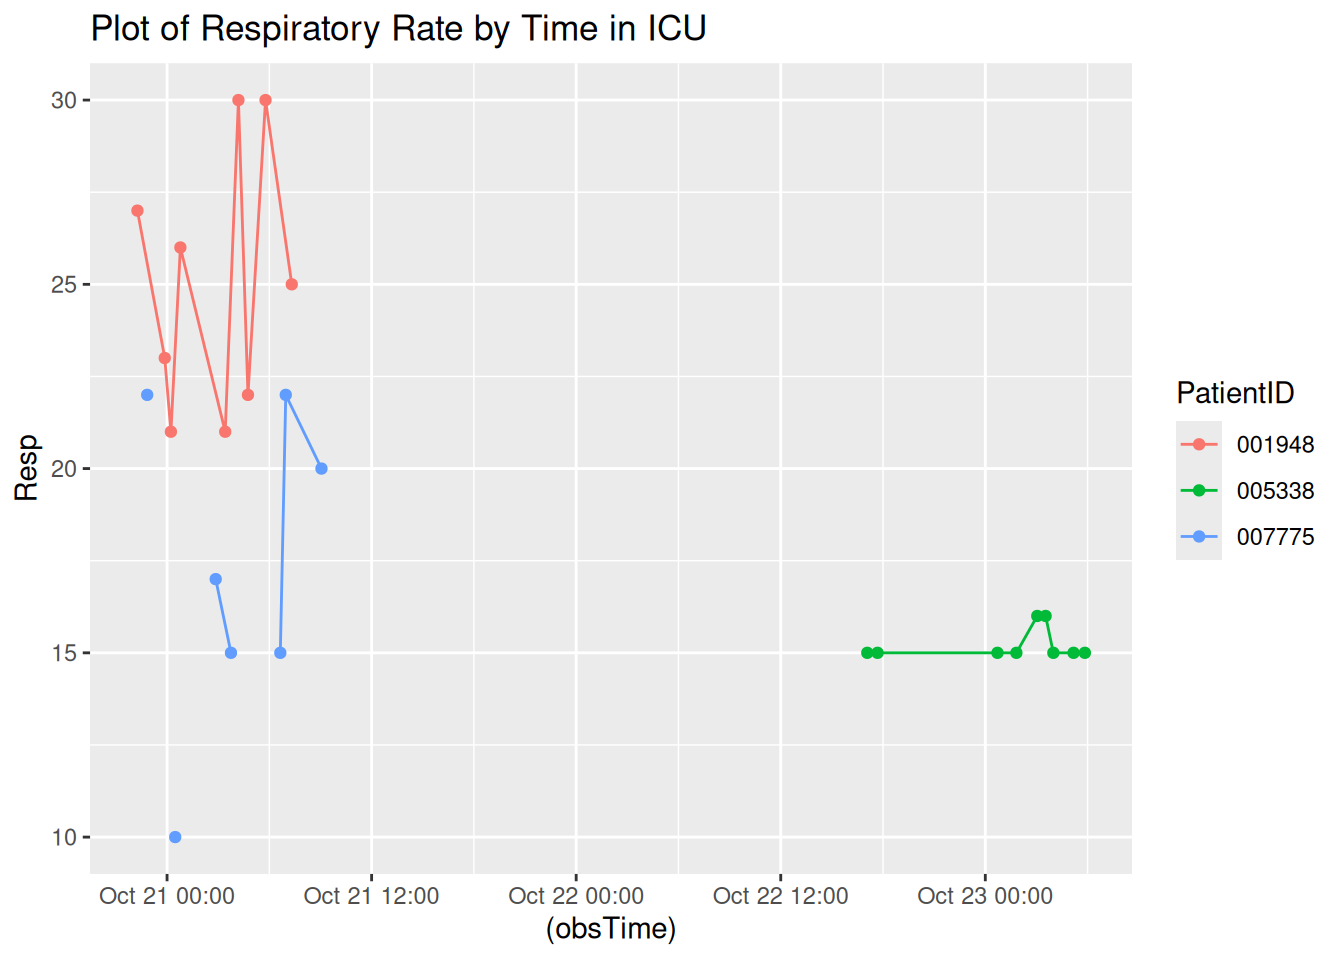 Plot of Respiratory Rate by Time in ICU
30
25
20
15
10
Resp
Oct 21 00:00 Oct 21 12:00 Oct 22 00:00 Oct 22 12:00 Oct 23 00:00
(obsTime)
PatientID
001948
005338
007775